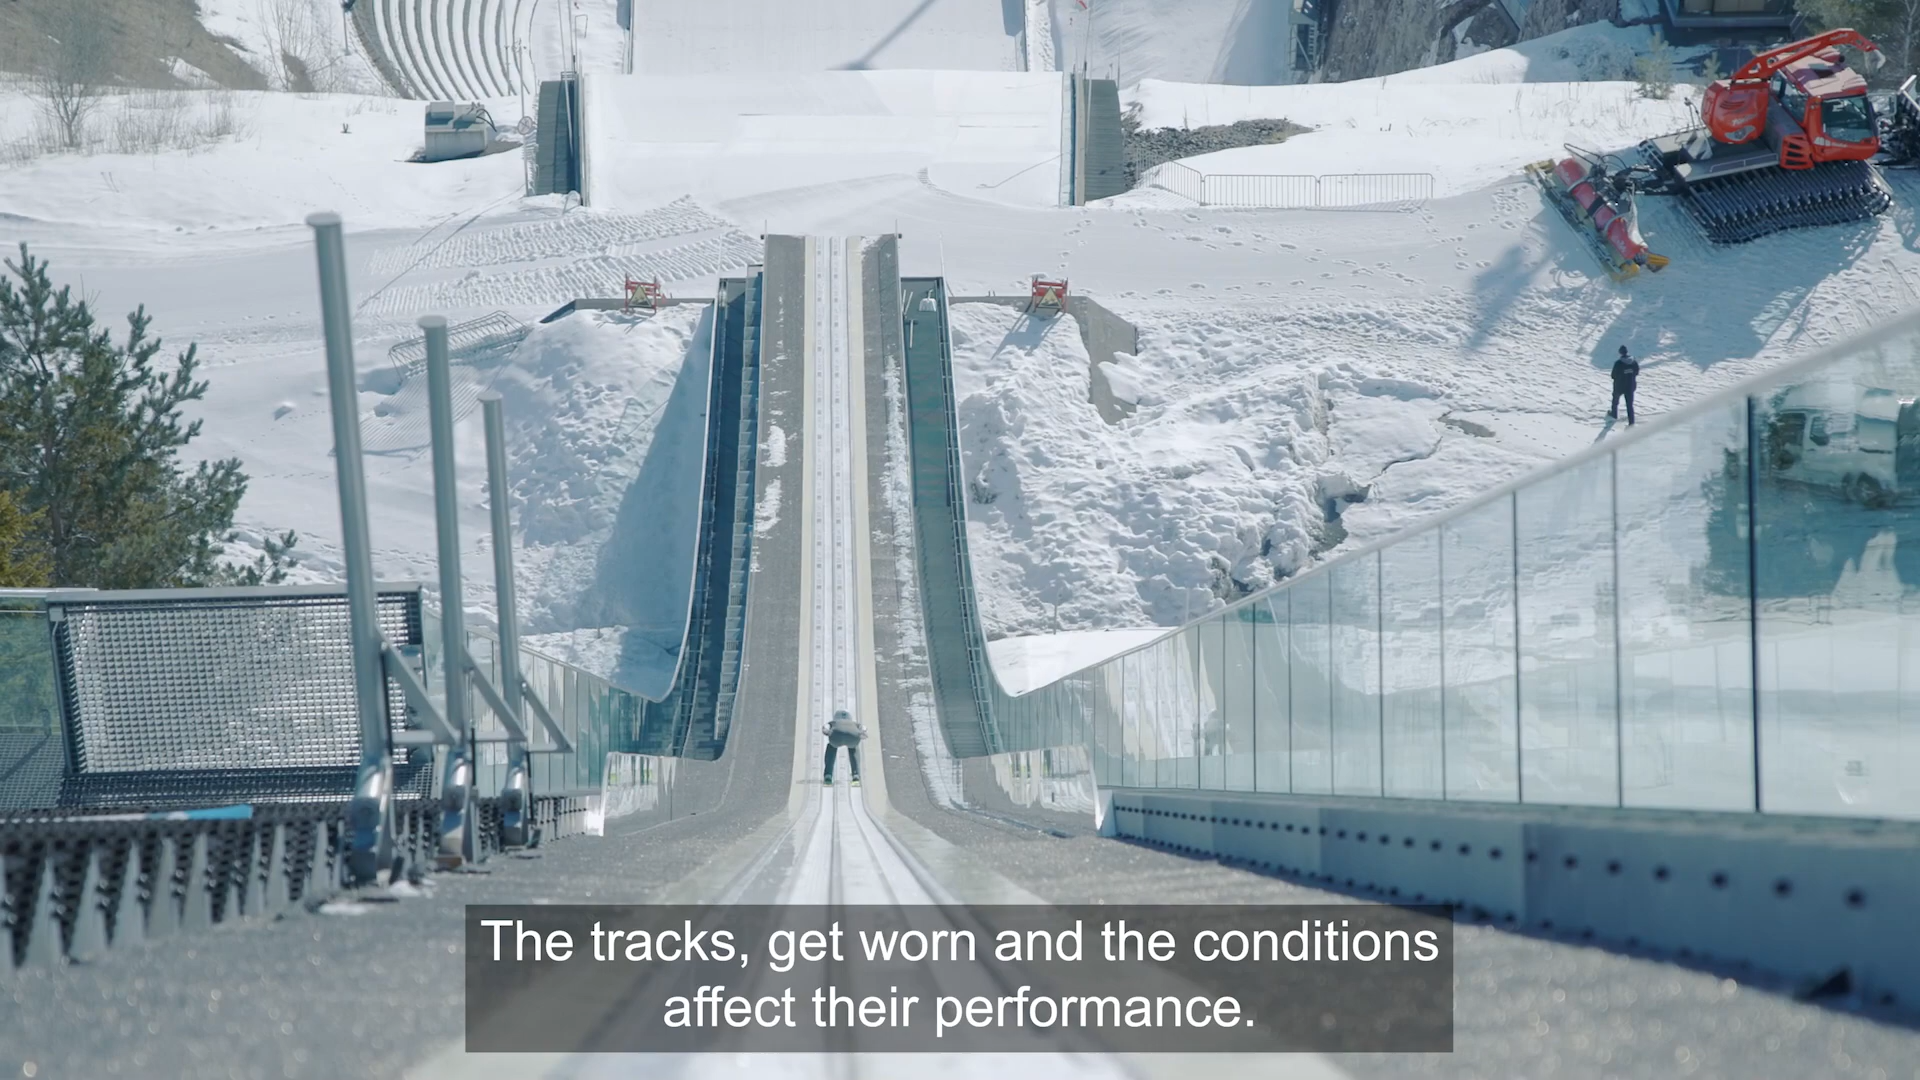 The tracks, get worn and the conditions
affect their performance.